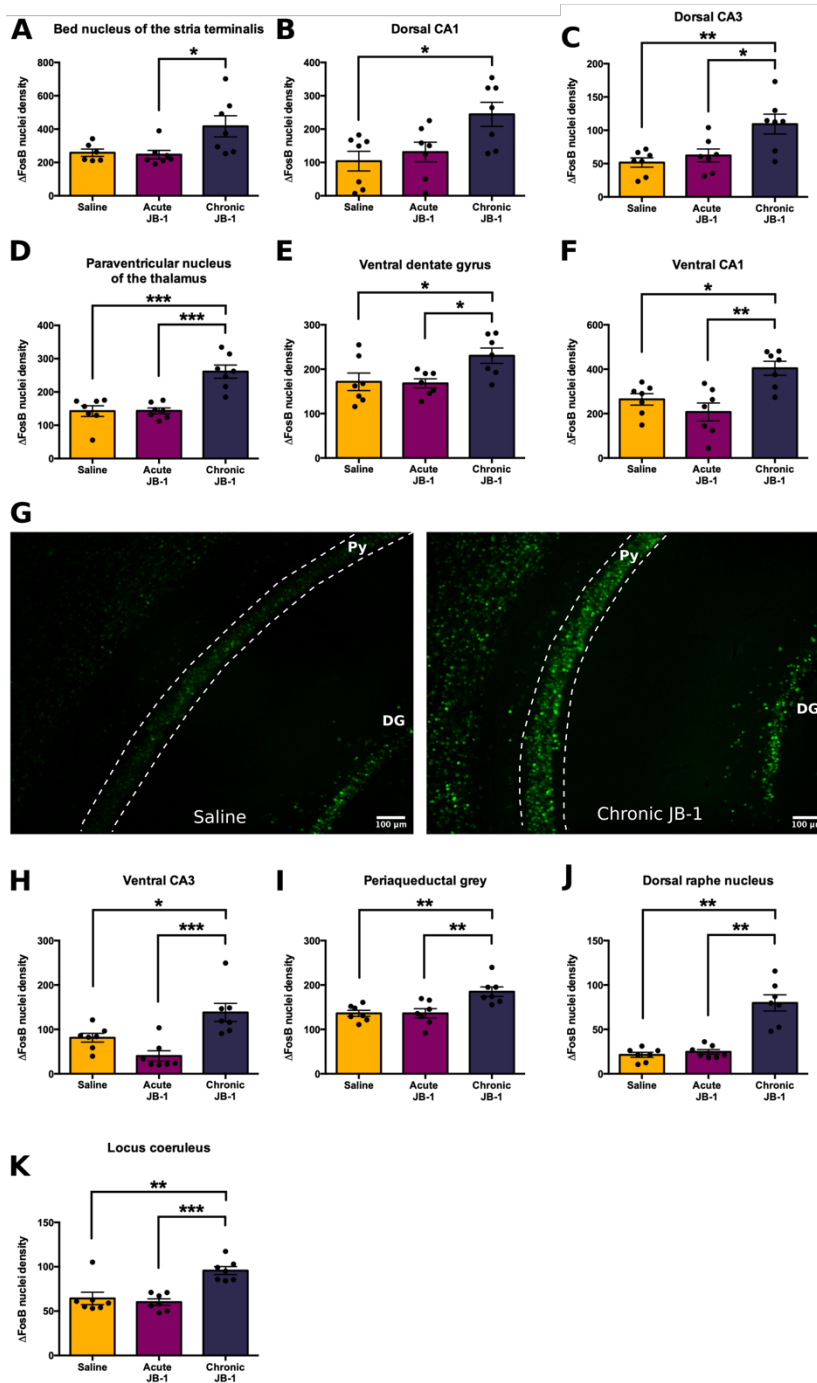 A
Bed nucleus of the stria terminalis
*
ΔFosB nuclei density
800
600
400
200
0
Saline
Acute
JB-1
Chronic
JB-1
B
Dorsal CA1
*
ΔFosB nuclei density
400
300
200
100
0
Saline
Acute
JB-1
Chronic
JB-1
C
Dorsal CA3
**
*
ΔFosB nuclei density
200
150
100
50
0
Saline
Acute
JB-1
Chronic
JB-1
D
Paraventricular nucleus
of the thalamus
***
***
ΔFosB nuclei density
400
300
200
100
0
Saline
Acute
JB-1
Chronic
JB-1
E
Ventral dentate gyrus
*
*
ΔFosB nuclei density
300
200
100
0
Saline
Acute
JB-1
Chronic
JB-1
F
Ventral CA1
*
**
ΔFosB nuclei density
600
400
200
0
Saline
Acute
JB-1
Chronic
JB-1
G
Py
DG
Saline
100 μm
Py
DG
Chronic JB-1
100 μm
H
Ventral CA3
*
***
ΔFosB nuclei density
300
200
100
0
Saline
Acute
JB-1
Chronic
JB-1
I
Periaqueductal grey
**
**
ΔFosB nuclei density
300
200
100
0
Saline
Acute
JB-1
Chronic
JB-1
J
Dorsal raphe nucleus
**
**
ΔFosB nuclei density
150
100
50
0
Saline
Acute
JB-1
Chronic
JB-1
K
Locus coeruleus
**
***
ΔFosB nuclei density
150
100
50
0
Saline
Acute
JB-1
Chronic
JB-1